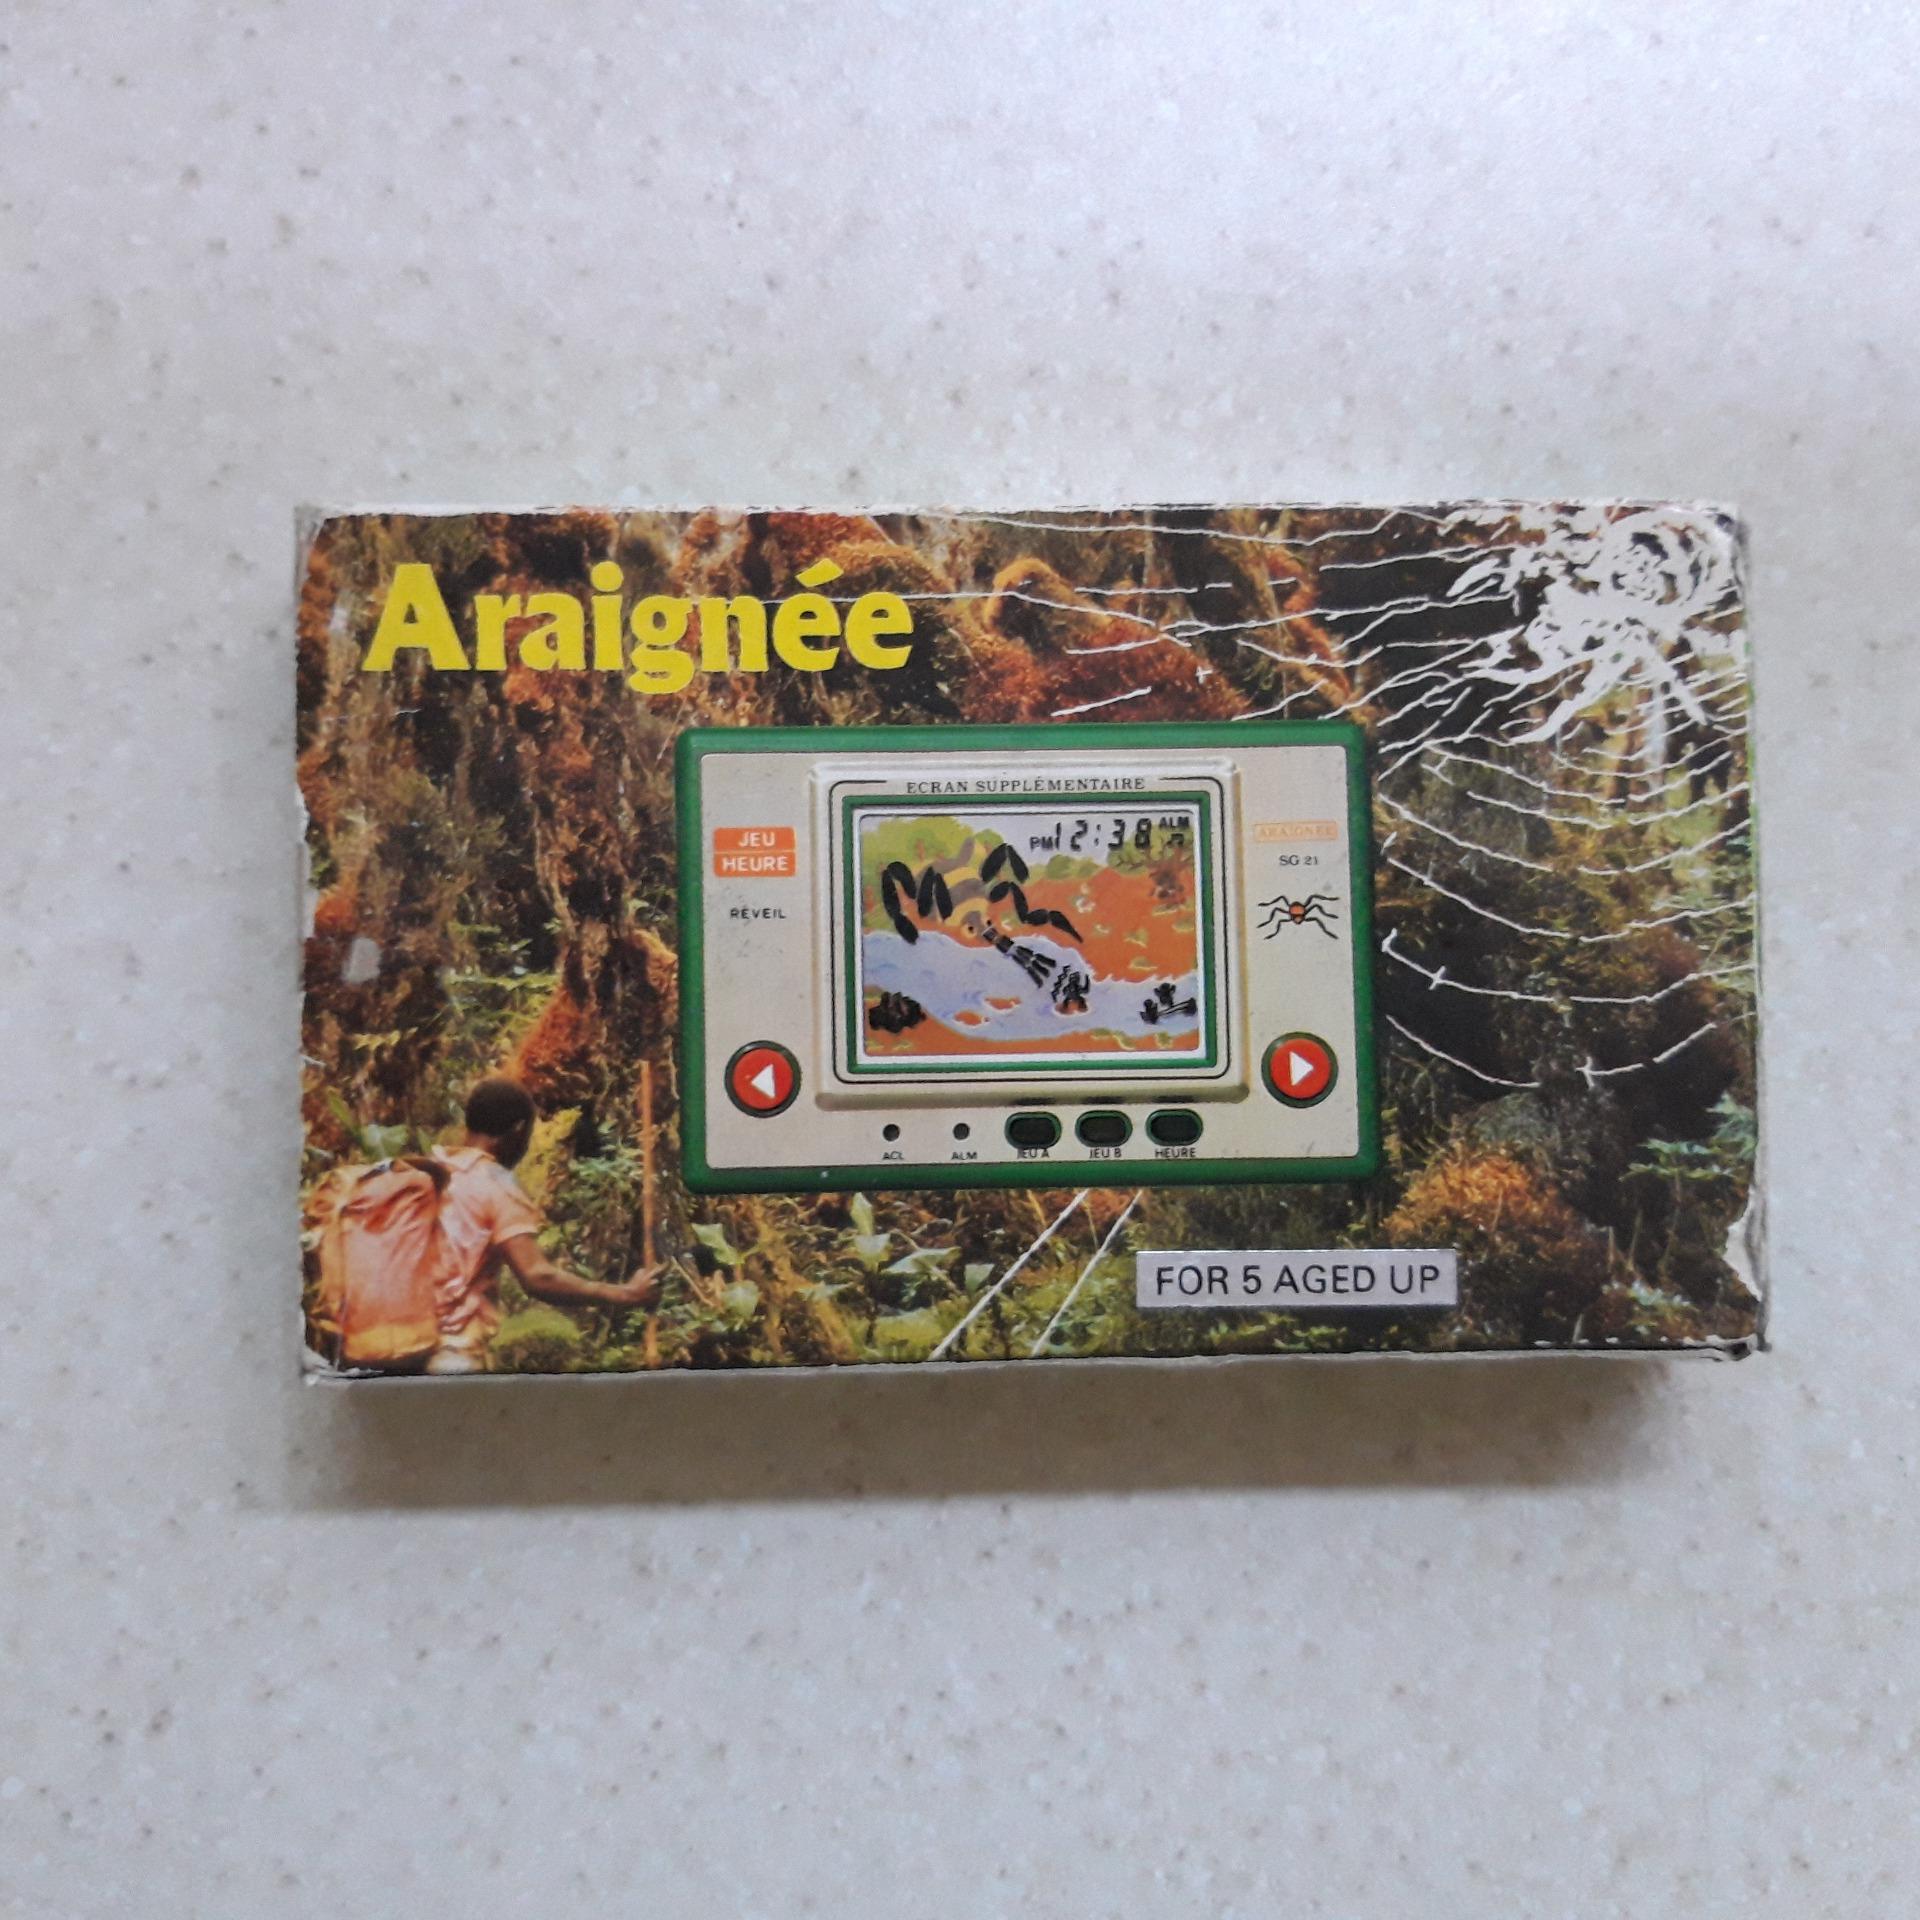 Araignée
ECRAN SUPPLÉMENTAIRE
JEU
HEURE
RÉVEIL
PM 12:38 ALM
ARAIGNEE
SG 21
ACL
ALM
JEU A
JEU B
HEURE
FOR 5 AGED UP